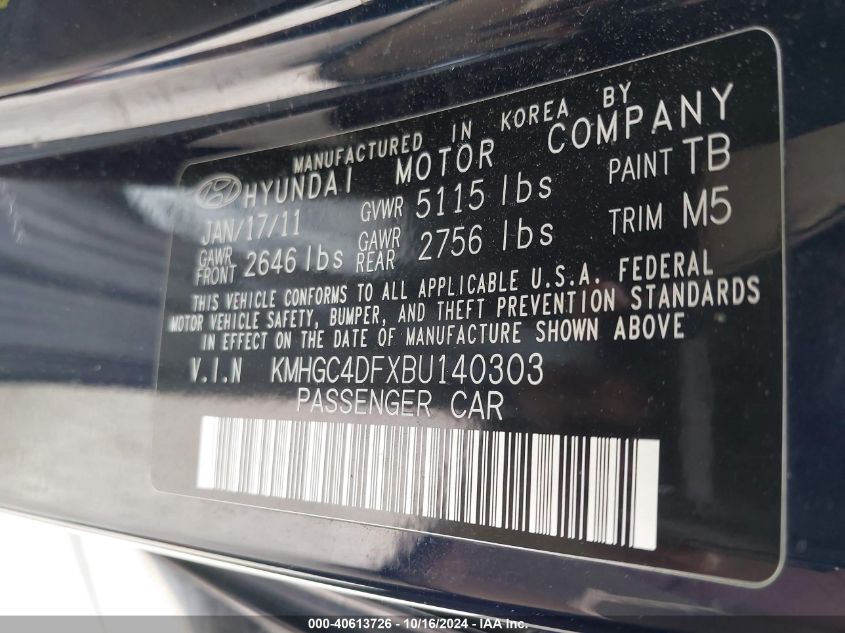 MANUFACTURED IN KOREA BY
HYUNDAI MOTOR COMPANY
JAN/17/11 GVWR 5115 lbs PAINT TB
GAWR FRONT 2646 lbs GAWR REAR 2756 lbs TRIM M5
THIS VEHICLE CONFORMS TO ALL APPLICABLE U.S.A. FEDERAL
MOTOR VEHICLE SAFETY, BUMPER, AND THEFT PREVENTION STANDARDS
IN EFFECT ON THE DATE OF MANUFACTURE SHOWN ABOVE
V.I.N KMHGC4DFXBU140303
PASSENGER CAR
000-40613726 - 10/16/2024 - IAA Inc.